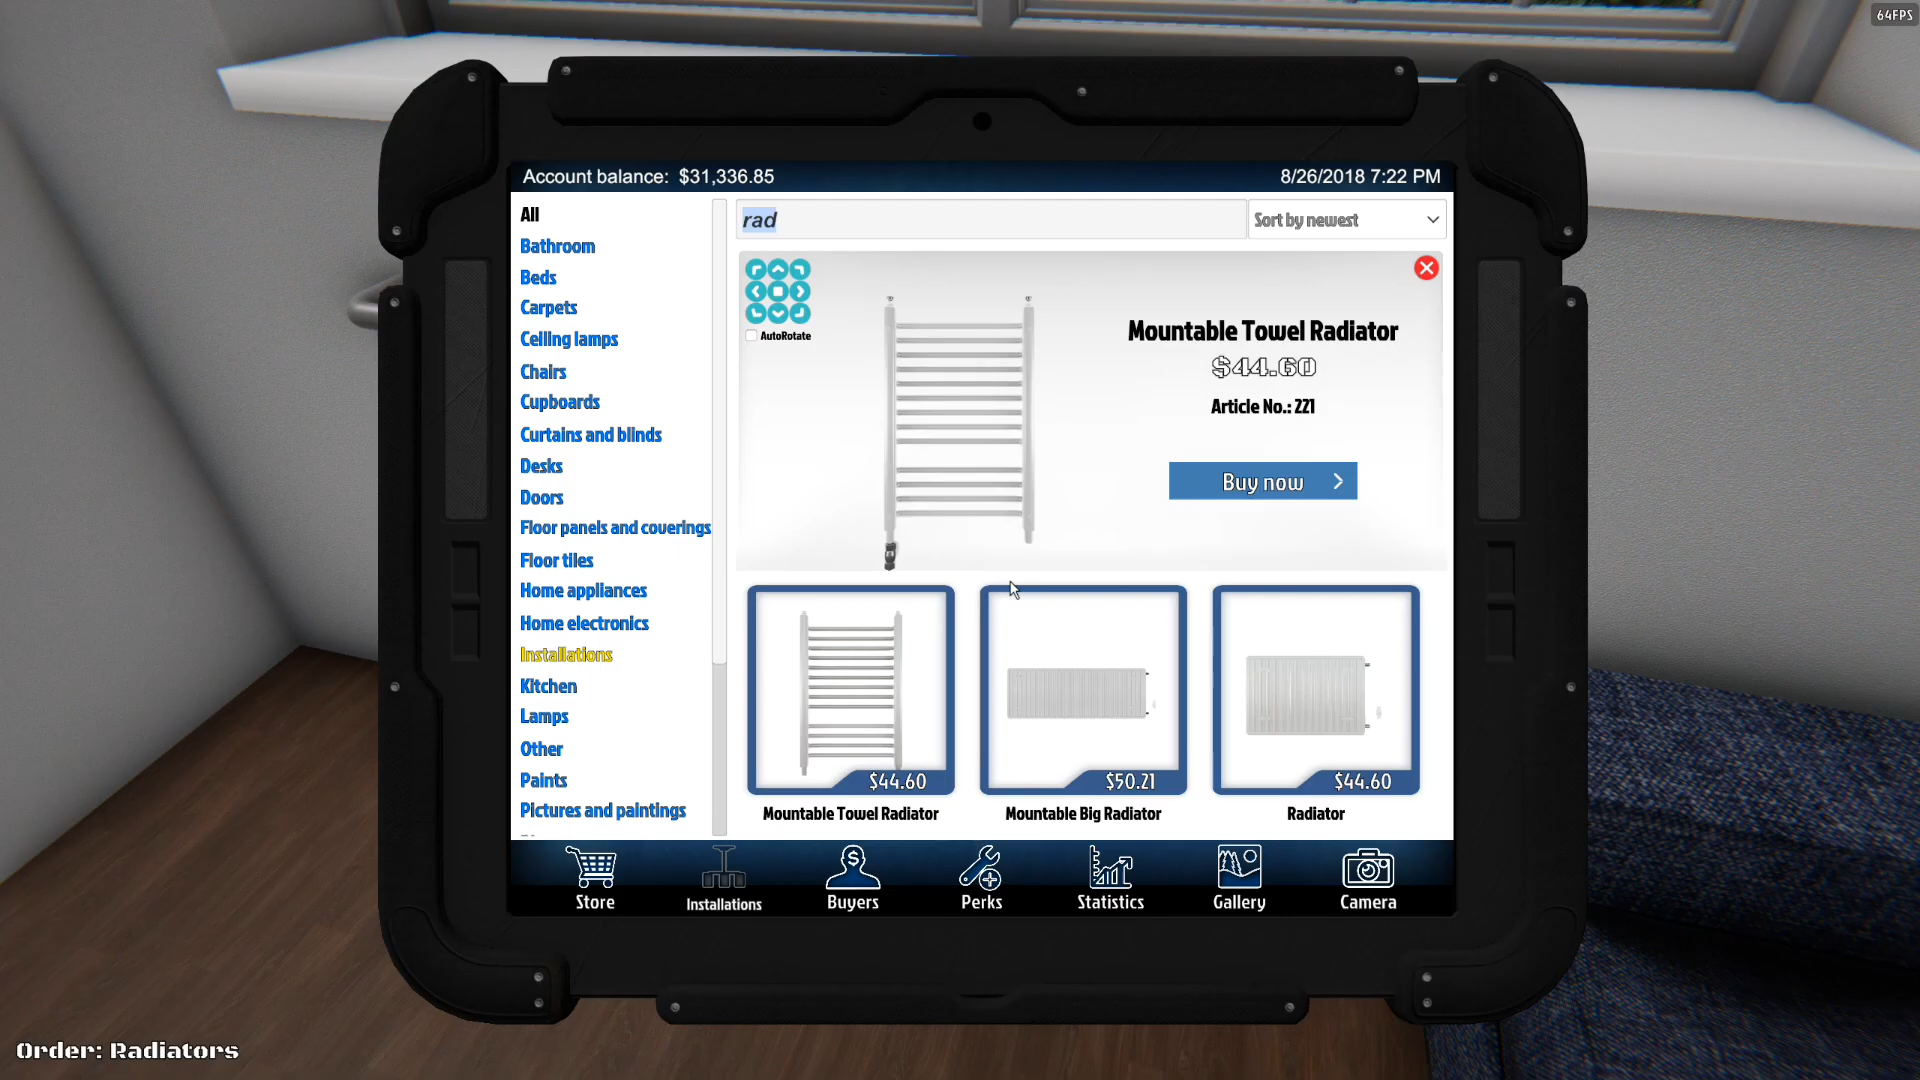 64FPS
Account balance: $31,336.85
8/26/2018 7:22 PM
All
Bathroom
Beds
Carpets
Ceiling lamps
Chairs
Cupboards
Curtains and blinds
Desks
Doors
Floor panels and coverings
Floor tiles
Home appliances
Home electronics
Installations
Kitchen
Lamps
Other
Paints
Pictures and paintings
rad
Sort by newest
AutoRotate
Mountable Towel Radiator
$44.60
Article No.: 221
Buy now
$44.60
Mountable Towel Radiator
$50.21
Mountable Big Radiator
$44.60
Radiator
Store
Installations
Buyers
Perks
Statistics
Gallery
Camera
Order: Radiators